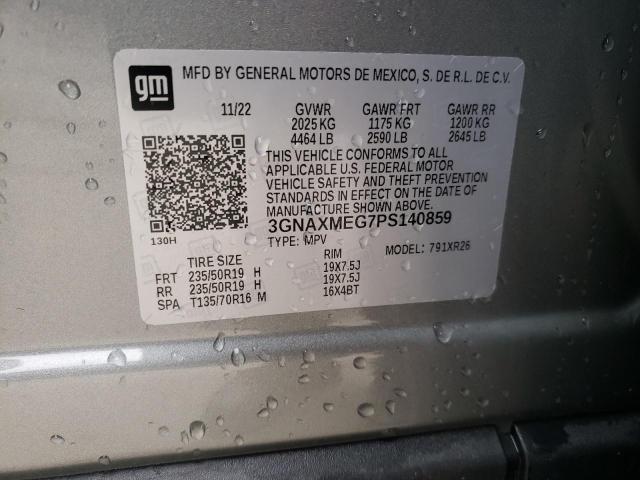 gm MFD BY GENERAL MOTORS DE MEXICO, S. DE R.L. DE C.V.
11/22 GVWR GAWR FRT GAWR RR
2025 KG 1175 KG 1200 KG
4464 LB 2590 LB 2645 LB
THIS VEHICLE CONFORMS TO ALL
APPLICABLE U.S. FEDERAL MOTOR
VEHICLE SAFETY AND THEFT PREVENTION
STANDARDS IN EFFECT ON THE DATE OF
MANUFACTURE SHOWN ABOVE.
130H 3GNAXMEG7PS140859
TYPE: MPV MODEL: 791XR26
TIRE SIZE RIM
FRT 235/50R19 H 19X7.5J
RR 235/50R19 H 19X7.5J
SPA T135/70R16 M 16X4BT